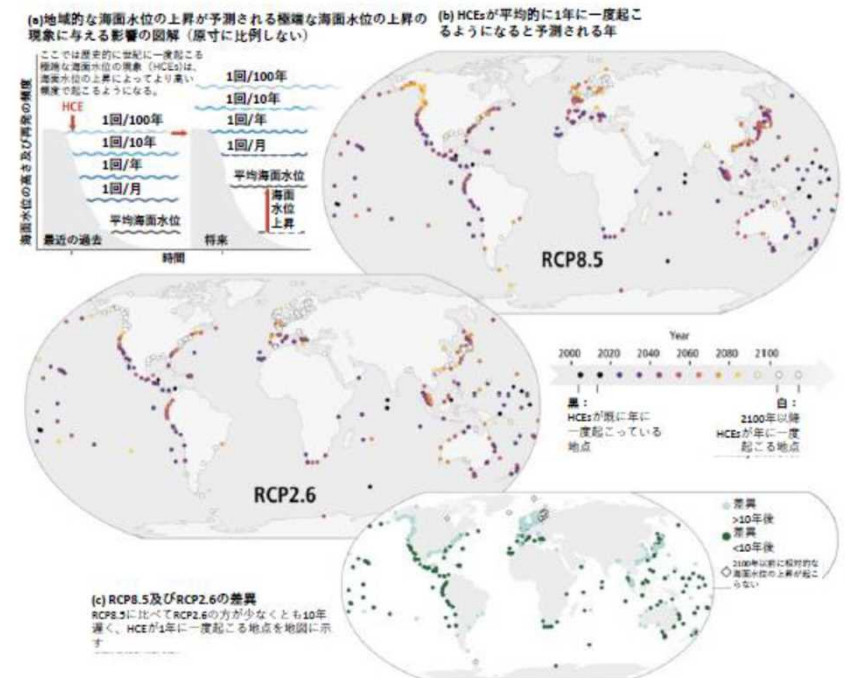 (a)地域的な海面水位の上昇が予測される極端な海面水位の上昇の
現象に与える影響の図解（原寸に比例しない）
ここでは歴史的に世紀に一度起こる
極端な海面水位の現象（HCEs)は、
海面水位の上昇によってより高い
頻度で起こるようになる。
海面水位の高さ及び再発の頻度
HCE
1回/100年
1回/10年
1回/年
1回/月
平均海面水位
最近の過去
1回/100年
1回/10年
1回/年
1回/月
平均海面水位
海面
水位
上昇
将来
時間
(b) HCEsが平均的に1年に一度起こ
るようになると予測される年
RCP8.5
RCP2.6
Year
2000 2020 2040 2060 2080 2100
黒：
HCEsが既に年に
一度起こっている
地点
白：
2100年以降
HCEsが年に一度
起こる地点
差異
>10年後
差異
<10年後
2100年以前に相対的な
海面水位の上昇が起こ
らない
(c) RCP8.5及びRCP2.6の差異
RCP8.5に比べてRCP2.6の方が少なくとも10年
遅く、HCEが1年に一度起こる地点を地図に示
す